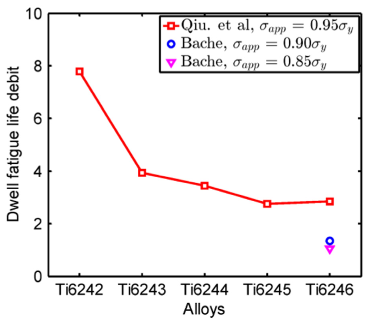 10
8
6
4
2
0
Dwell fatigue life debit
Qiu. et al, σapp = 0.95σy
Bache, σapp = 0.90σy
Bache, σapp = 0.85σy
Ti6242 Ti6243 Ti6244 Ti6245 Ti6246
Alloys